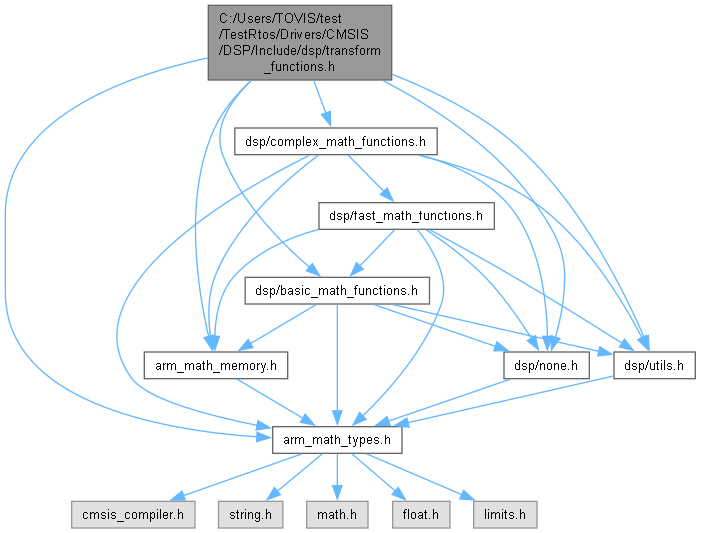 C:/Users/TOVIS/test
/TestRtos/Drivers/CMSIS
/DSP/Include/dsp/transform
_functions.h
dsp/complex_math_functions.h
dsp/fast_math_functions.h
dsp/basic_math_functions.h
arm_math_memory.h
dsp/none.h
dsp/utils.h
arm_math_types.h
cmsis_compiler.h
string.h
math.h
float.h
limits.h